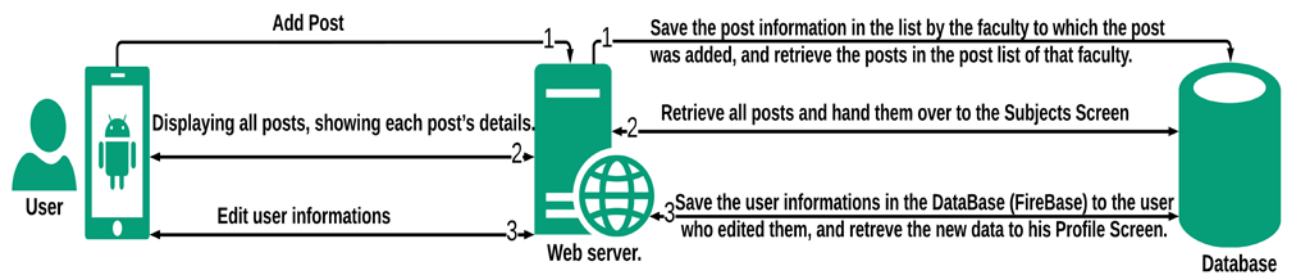 Add Post
1
1
Save the post information in the list by the faculty to which the post
was added, and retrieve the posts in the post list of that faculty.
Displaying all posts, showing each post's details.
2
Retrieve all posts and hand them over to the Subjects Screen
2
User
Edit user informations
3
3
Save the user informations in the DataBase (FireBase) to the user
who edited them, and retreve the new data to his Profile Screen.
Web server.
Database